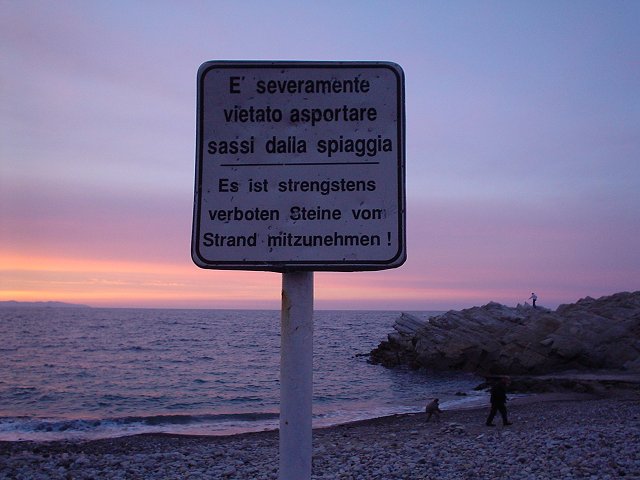 E' severamente
vietato asportare
sassi dalla spiaggia
Es ist strengstens
verboten Steine vom
Strand mitzunehmen !